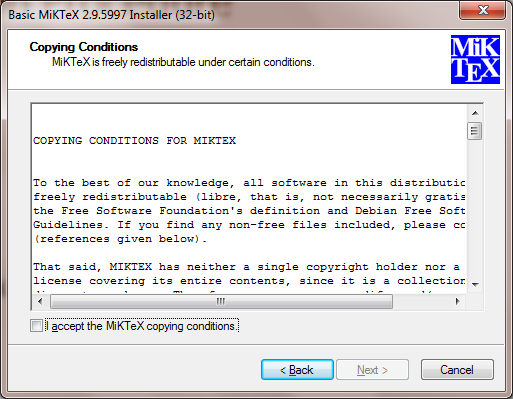 Basic MiKTeX 2.9.5997 Installer (32-bit)
Copying Conditions
MiKTeX is freely redistributable under certain conditions.
MiK
TEX
COPYING CONDITIONS FOR MIKTEX
To the best of our knowledge, all software in this distributic
freely redistributable (libre, that is, not necessarily gratis
the Free Software Foundation's definition and Debian Free Soft
Guidelines. If you find any non-free files included, please cc
(references given below).
That said, MIKTEX has neither a single copyright holder nor a
license covering its entire contents, since it is a collection
I accept the MiKTeX copying conditions.
< Back
Next >
Cancel